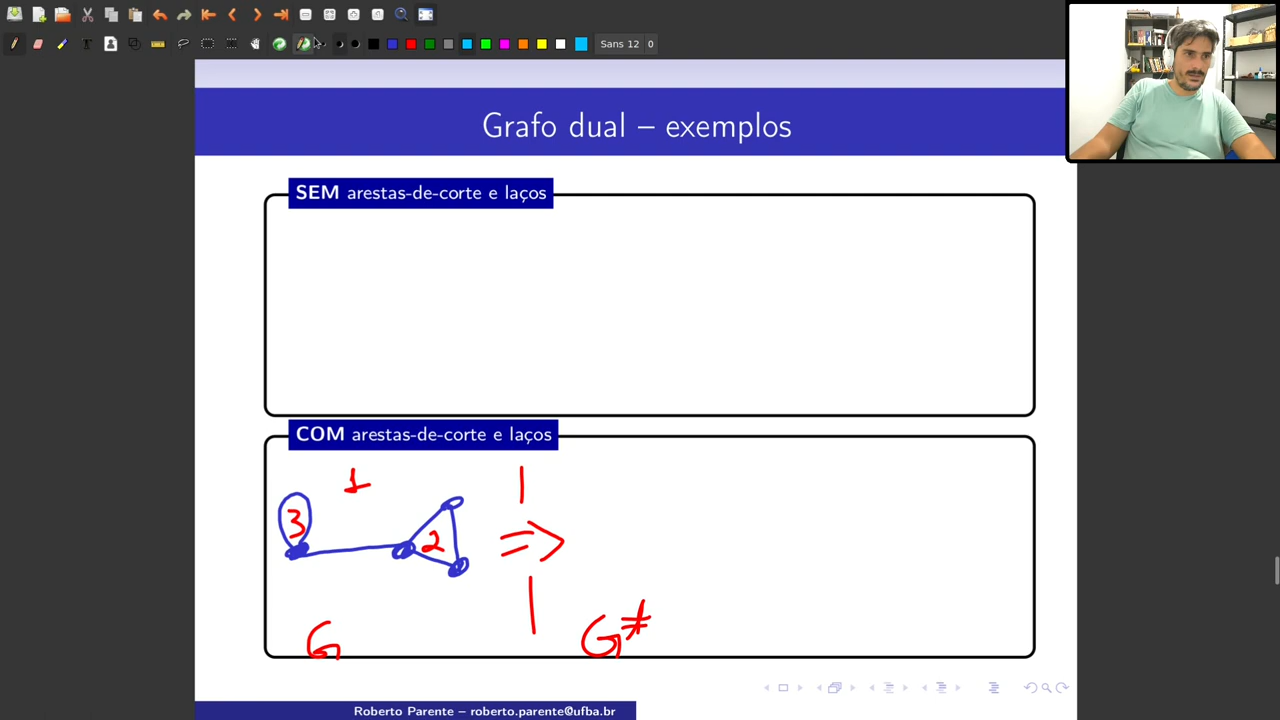 Sans 12 0
Grafo dual – exemplos
SEM arestas-de-corte e laços
COM arestas-de-corte e laços
1
3
2
⇒
G
G*
Roberto Parente – roberto.parente@ufba.br